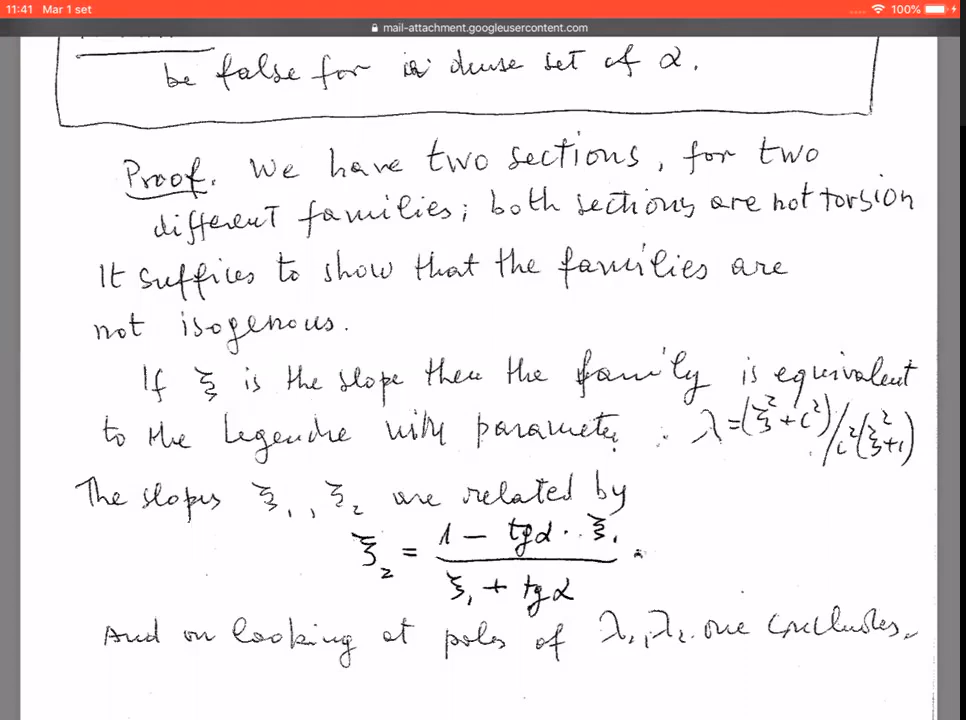 11:41 Mar 1 set
100%
mail-attachment.googleusercontent.com
be false for a dense set of α.
Proof. We have two sections, for two
different families; both sections are not torsion
It suffices to show that the families are
not isogenous.
If ξ is the slope then the family is equivalent
to the Legendre with parameter λ=(ξ²+c²)/c²(ξ²+1)
The slopes ξ₁, ξ₂ are related by
ξ₂ = (1 - tgα · ξ₁) / (ξ₁ + tgα) .
And on looking at poles of λ₁, λ₂ one concludes.